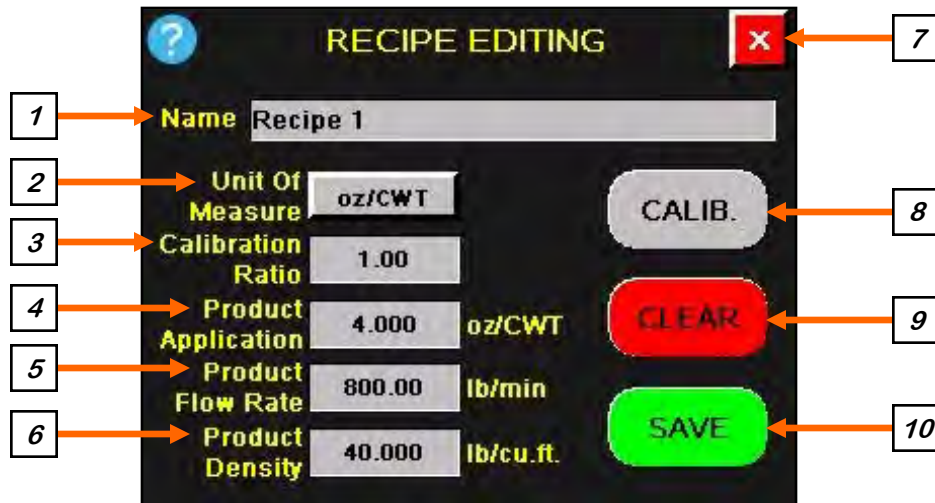 ? RECIPE EDITING X 7
1 Name Recipe 1
2 Unit Of
Measure oz/CWT CALIB. 8
3 Calibration
Ratio 1.00
4 Product
Application 4.000 oz/CWT CLEAR 9
5 Product
Flow Rate 800.00 lb/min
6 Product
Density 40.000 lb/cu.ft. SAVE 10